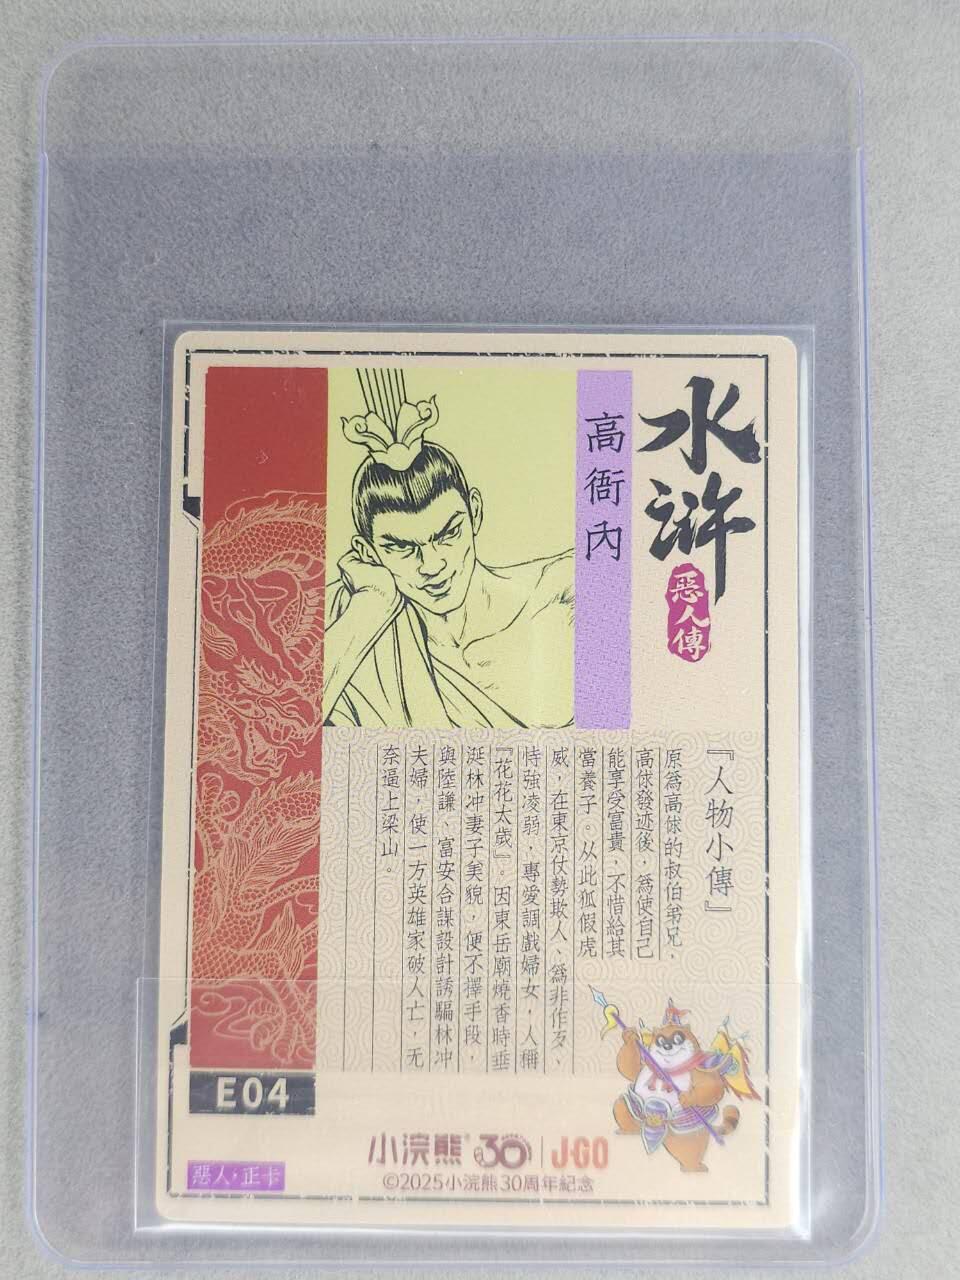 水滸
惡人傳
高衙內
『人物小傳』
原爲高俅的叔伯弟兄，
高俅發迹後，爲使自己
能享受富貴，不惜給其
當養子。从此狐假虎
威，在東京仗勢欺人、爲非作歹、
恃強凌弱，專愛調戲婦女，人稱
『花花太歲』。因東岳廟燒香時垂
涎林冲妻子美貌，便不擇手段，
與陸謙、富安合謀設計誘騙林冲
夫婦，使一方英雄家破人亡，无
奈逼上梁山。
E04
惡人·正卡
小浣熊 30 J·GO
©2025小浣熊30周年紀念